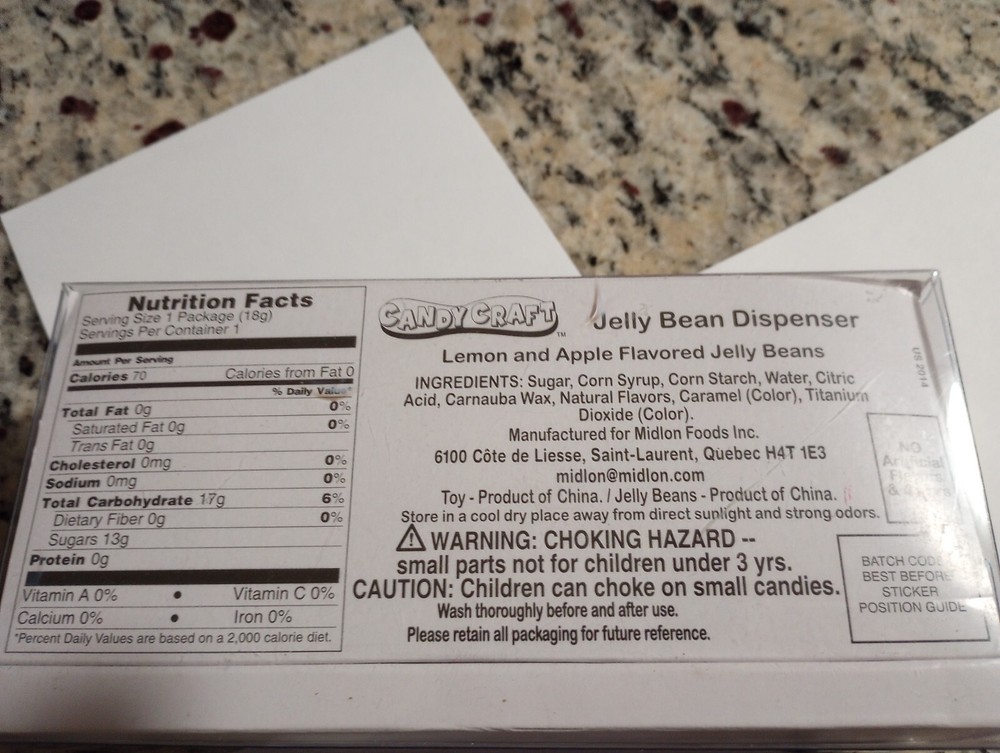 Nutrition Facts
Serving Size 1 Package (18g)
Servings Per Container 1
Amount Per Serving
Calories 70 Calories from Fat 0
% Daily Value*
Total Fat 0g 0%
Saturated Fat 0g 0%
Trans Fat 0g
Cholesterol 0mg 0%
Sodium 0mg 0%
Total Carbohydrate 17g 6%
Dietary Fiber 0g 0%
Sugars 13g
Protein 0g
Vitamin A 0% • Vitamin C 0%
Calcium 0% • Iron 0%
*Percent Daily Values are based on a 2,000 calorie diet.
CANDY CRAFT™ Jelly Bean Dispenser
Lemon and Apple Flavored Jelly Beans
INGREDIENTS: Sugar, Corn Syrup, Corn Starch, Water, Citric
Acid, Carnauba Wax, Natural Flavors, Caramel (Color), Titanium
Dioxide (Color).
Manufactured for Midlon Foods Inc.
6100 Côte de Liesse, Saint-Laurent, Quebec H4T 1E3
midlon@midlon.com
Toy - Product of China. / Jelly Beans - Product of China.
Store in a cool dry place away from direct sunlight and strong odors.
⚠ WARNING: CHOKING HAZARD --
small parts not for children under 3 yrs.
CAUTION: Children can choke on small candies.
Wash thoroughly before and after use.
Please retain all packaging for future reference.
US 2014
NO
Artificial
&
BATCH CODE
BEST BEFORE
STICKER
POSITION GUIDE